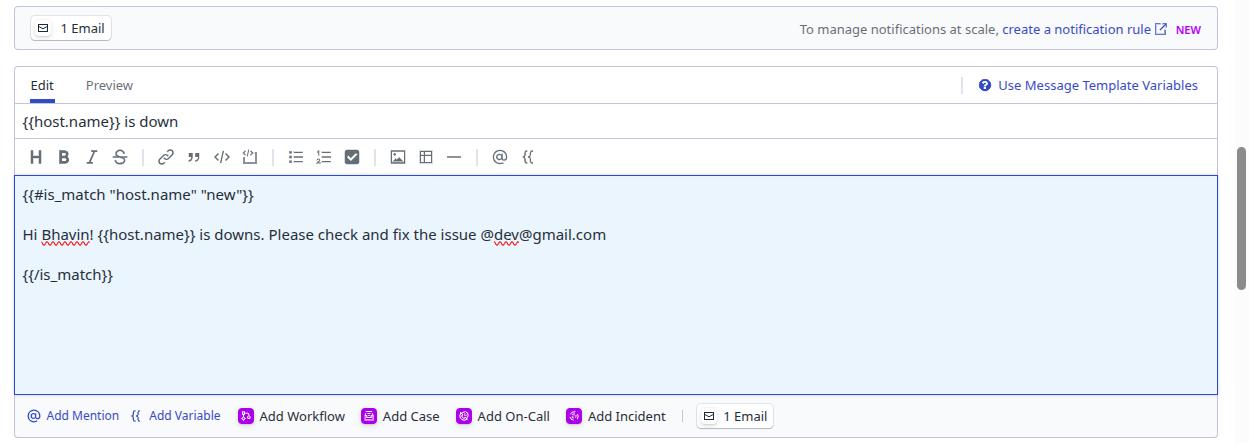 1 Email
To manage notifications at scale, create a notification rule NEW
Edit Preview Use Message Template Variables
{{host.name}} is down
H B I S @ {{
{{#is_match "host.name" "new"}}
Hi Bhavin! {{host.name}} is downs. Please check and fix the issue @dev@gmail.com
{{/is_match}}
@ Add Mention {{ Add Variable Add Workflow Add Case Add On-Call Add Incident 1 Email